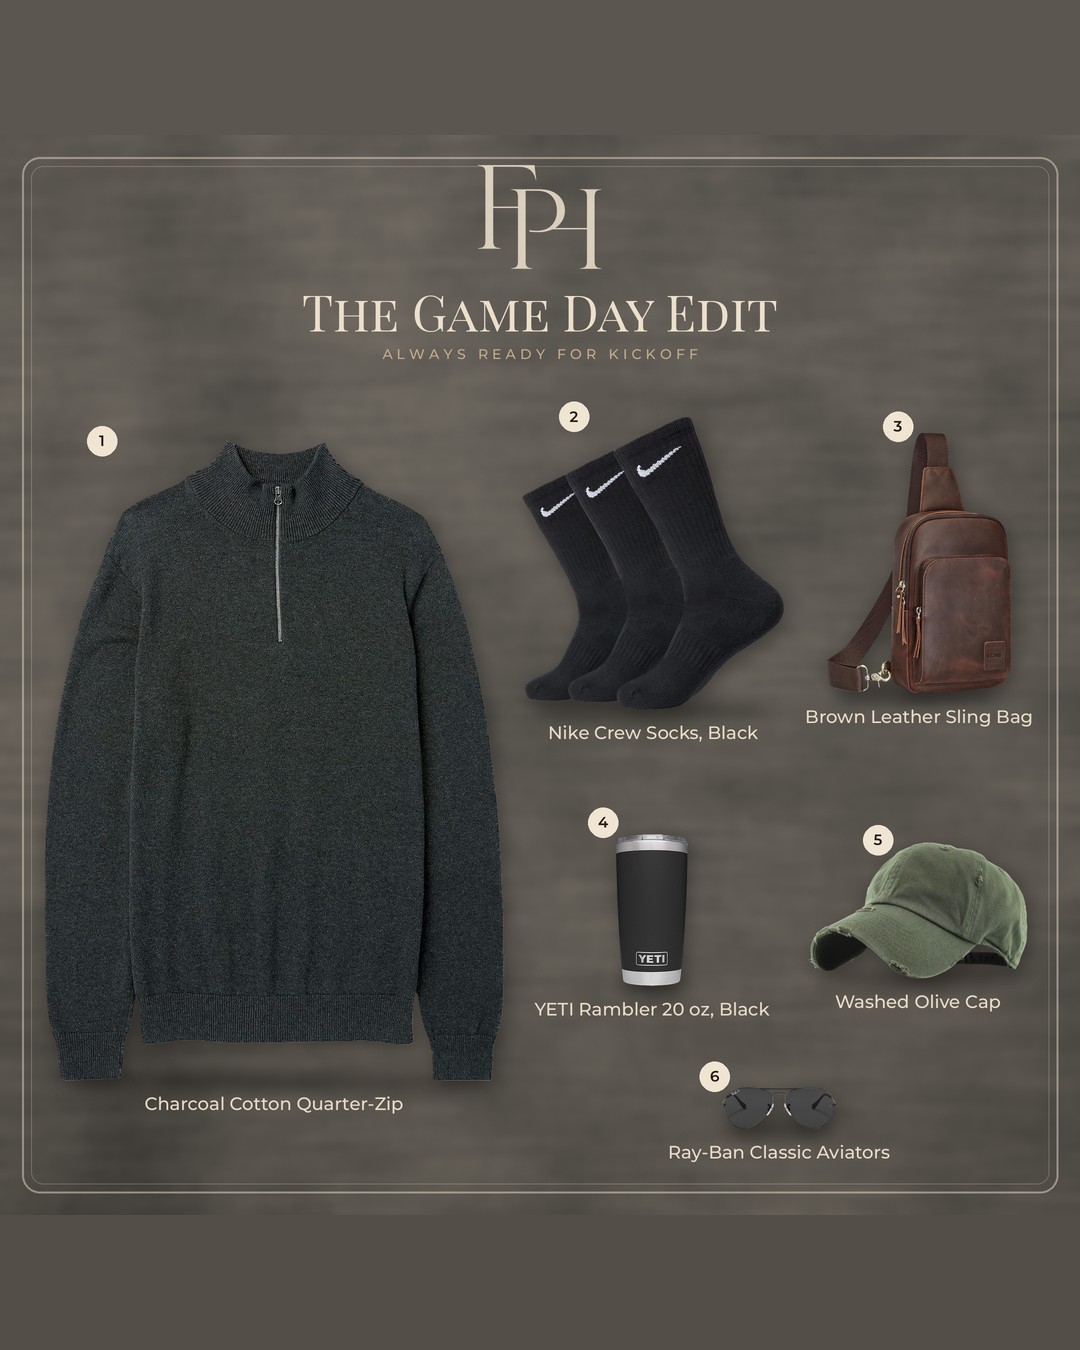 FPH
THE GAME DAY EDIT
ALWAYS READY FOR KICKOFF
1
Charcoal Cotton Quarter-Zip
2
Nike Crew Socks, Black
3
Brown Leather Sling Bag
4
YETI
YETI Rambler 20 oz, Black
5
Washed Olive Cap
6
Ray-Ban Classic Aviators